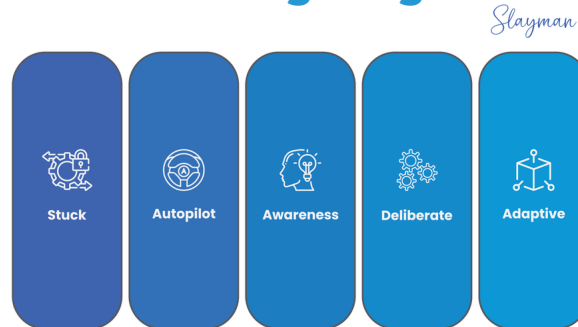 Slayman
Stuck
Autopilot
Awareness
Deliberate
Adaptive